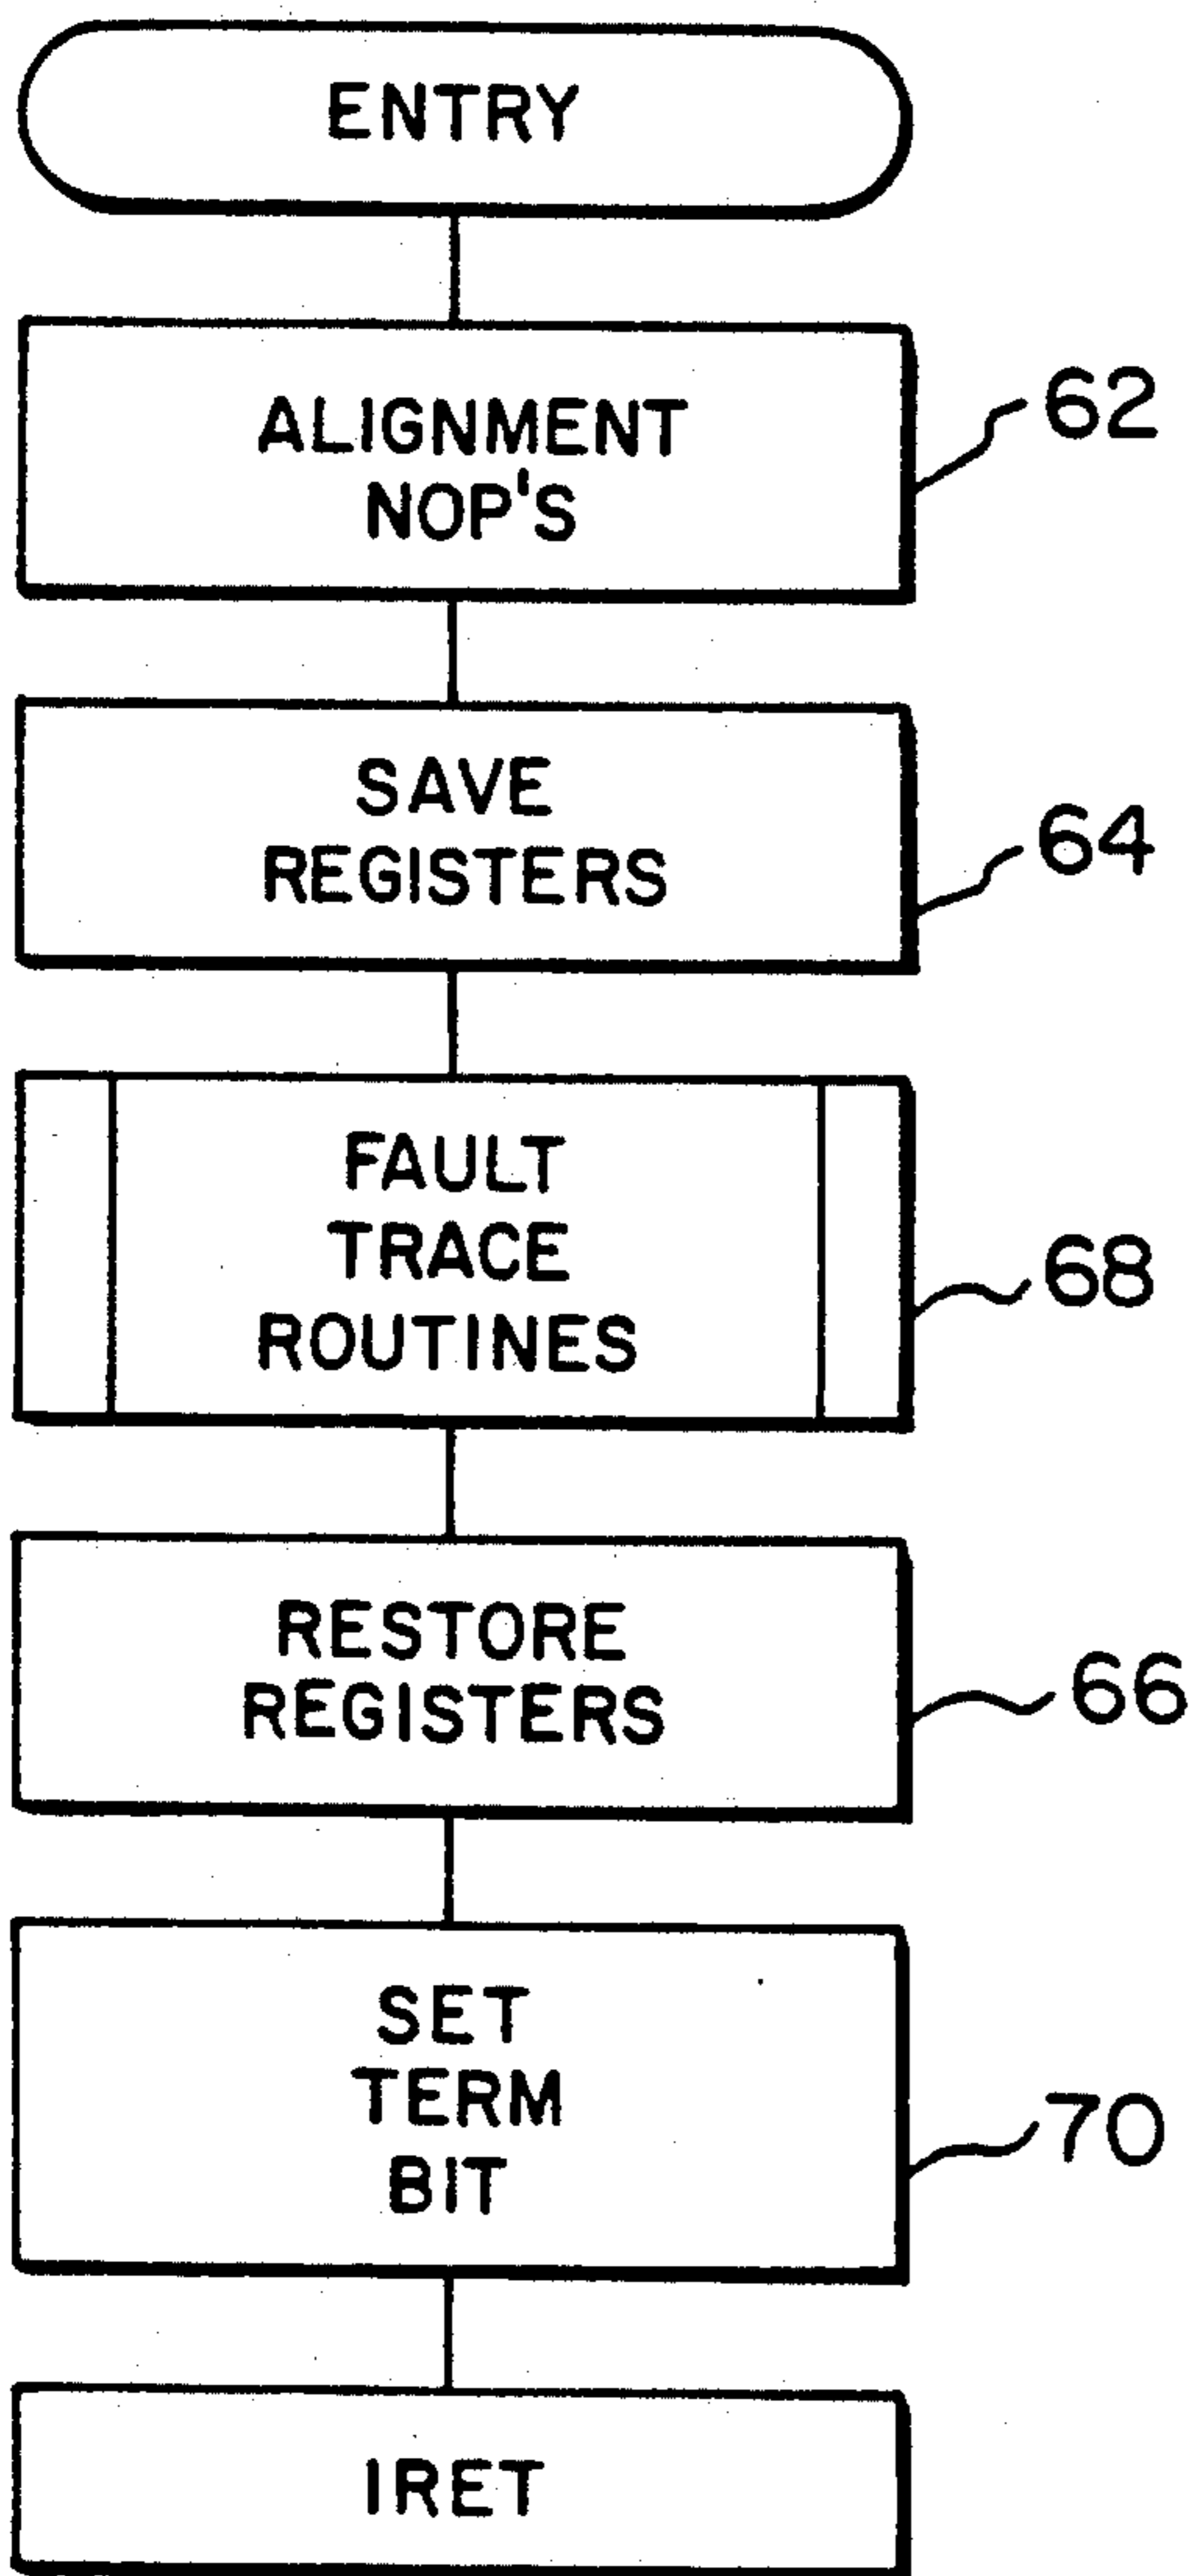 ENTRY
ALIGNMENT
NOP'S
62
SAVE
REGISTERS
64
FAULT
TRACE
ROUTINES
68
RESTORE
REGISTERS
66
SET
TERM
BIT
70
IRET